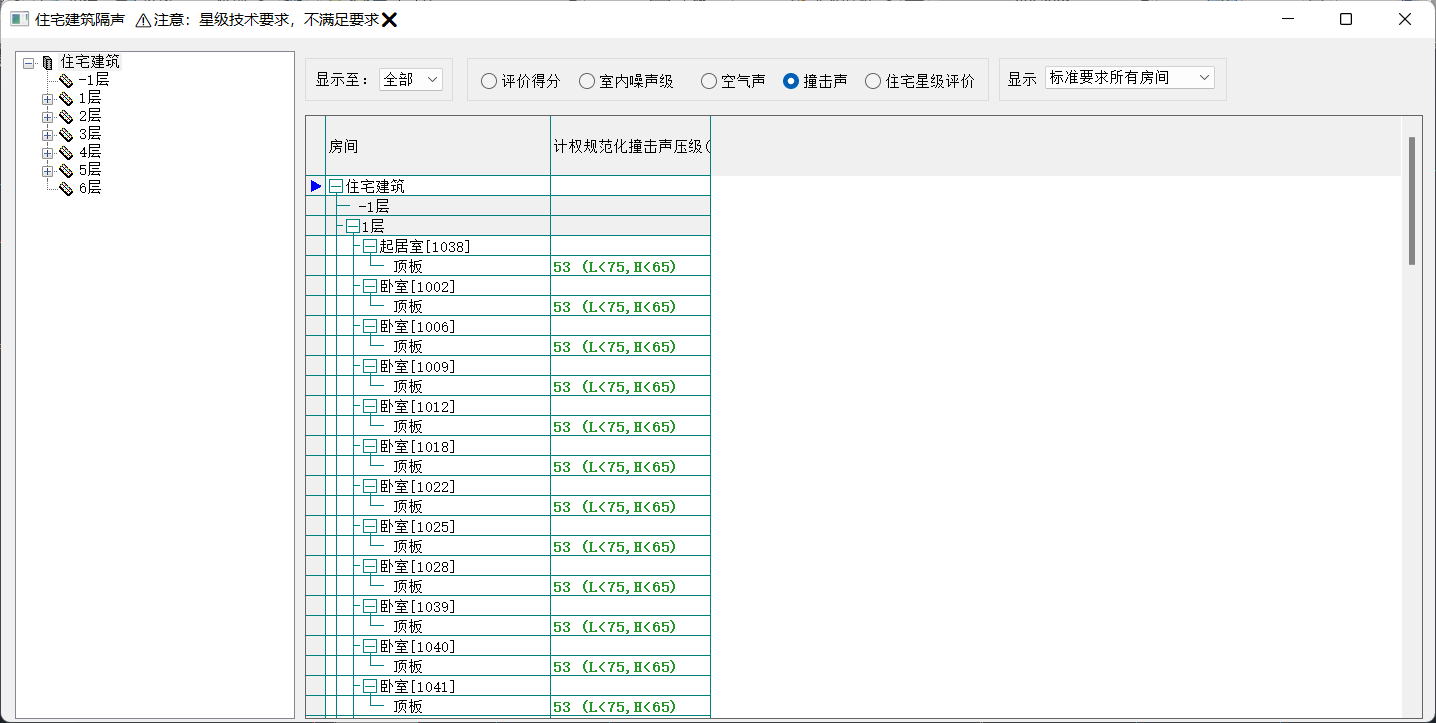 住宅建筑隔声 ⚠注意：星级技术要求，不满足要求❌
住宅建筑
-1层
1层
2层
3层
4层
5层
6层
显示至： 全部
评价得分 室内噪声级 空气声 撞击声 住宅星级评价
显示 标准要求所有房间
房间 计权规范化撞击声压级(
住宅建筑
-1层
1层
起居室[1038]
顶板 53 (L<75,H<65)
卧室[1002]
顶板 53 (L<75,H<65)
卧室[1006]
顶板 53 (L<75,H<65)
卧室[1009]
顶板 53 (L<75,H<65)
卧室[1012]
顶板 53 (L<75,H<65)
卧室[1018]
顶板 53 (L<75,H<65)
卧室[1022]
顶板 53 (L<75,H<65)
卧室[1025]
顶板 53 (L<75,H<65)
卧室[1028]
顶板 53 (L<75,H<65)
卧室[1039]
顶板 53 (L<75,H<65)
卧室[1040]
顶板 53 (L<75,H<65)
卧室[1041]
顶板 53 (L<75,H<65)